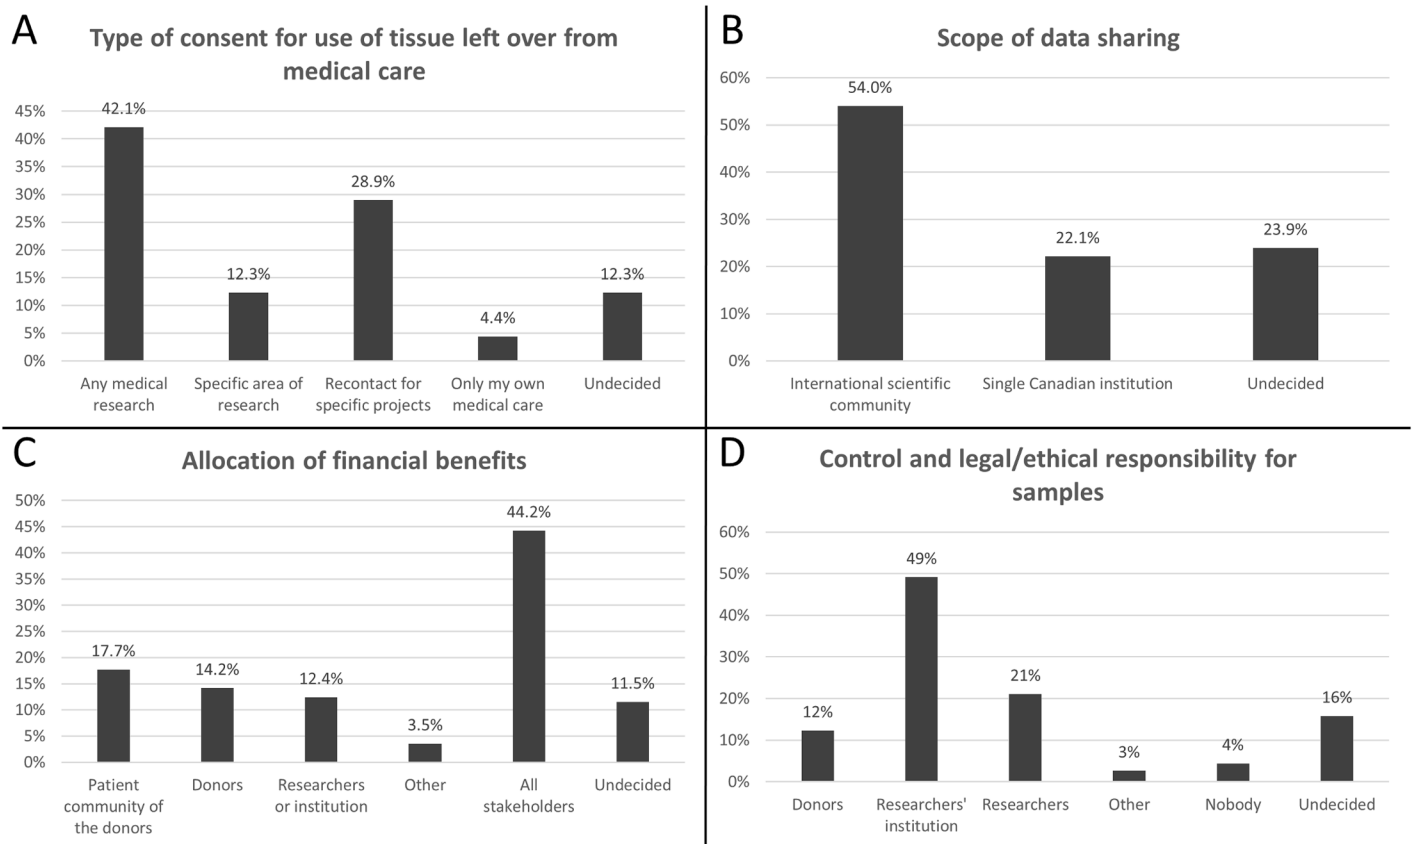 A
Type of consent for use of tissue left over from
medical care
45%
40%
35%
30%
25%
20%
15%
10%
5%
0%
42.1%
12.3%
28.9%
4.4%
12.3%
Any medical
research
Specific area of
research
Recontact for
specific projects
Only my own
medical care
Undecided
B
Scope of data sharing
60%
50%
40%
30%
20%
10%
0%
54.0%
22.1%
23.9%
International scientific
community
Single Canadian institution
Undecided
C
Allocation of financial benefits
50%
45%
40%
35%
30%
25%
20%
15%
10%
5%
0%
17.7%
14.2%
12.4%
3.5%
44.2%
11.5%
Patient
community of
the donors
Donors
Researchers
or institution
Other
All
stakeholders
Undecided
D
Control and legal/ethical responsibility for
samples
60%
50%
40%
30%
20%
10%
0%
12%
49%
21%
3%
4%
16%
Donors
Researchers'
institution
Researchers
Other
Nobody
Undecided